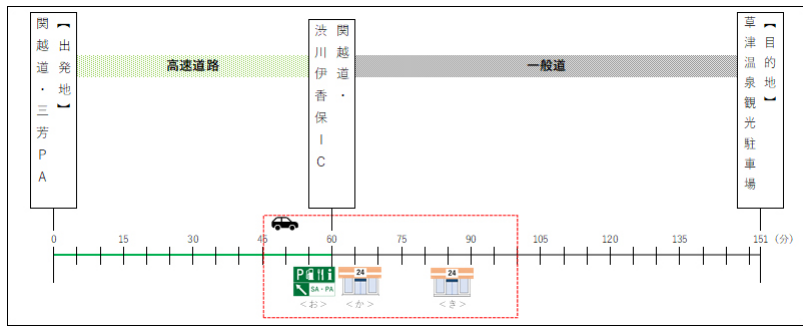 【出発地】
関越道・三芳PA
高速道路
関越道・
渋川伊香保IC
一般道
【目的地】
草津温泉観光駐車場
0 15 30 45 60 75 90 105 120 135 151 (分)
P i
SA・PA
24
24
<お> <か> <き>